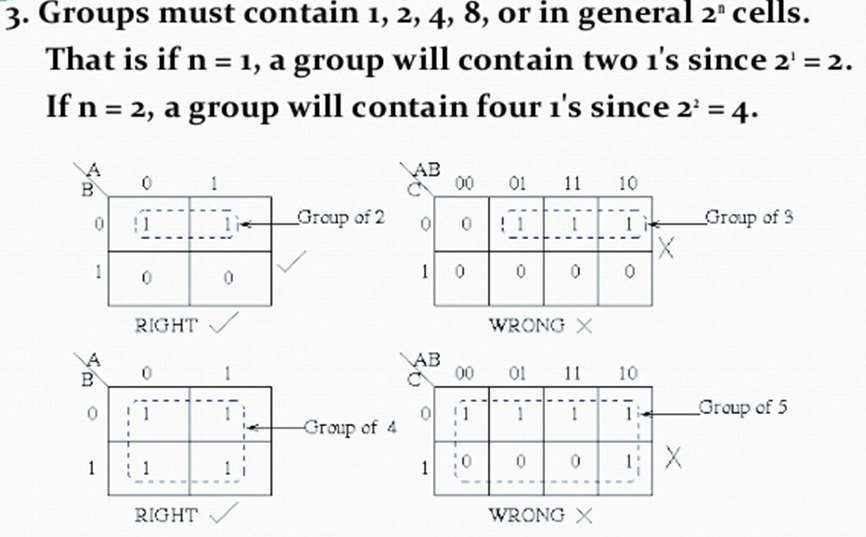 3. Groups must contain 1, 2, 4, 8, or in general 2ⁿ cells.
That is if n = 1, a group will contain two 1's since 2¹ = 2.
If n = 2, a group will contain four 1's since 2² = 4.
A
B
0 1
0 1 1
Group of 2
1 0 0
RIGHT ✓
AB
C
00 01 11 10
0 0 1 1 1
Group of 3
X
1 0 0 0 0
WRONG X
A
B
0 1
0 1 1
Group of 4
1 1 1
RIGHT ✓
AB
C
00 01 11 10
0 1 1 1 1
Group of 5
1 0 0 0 1
X
WRONG X